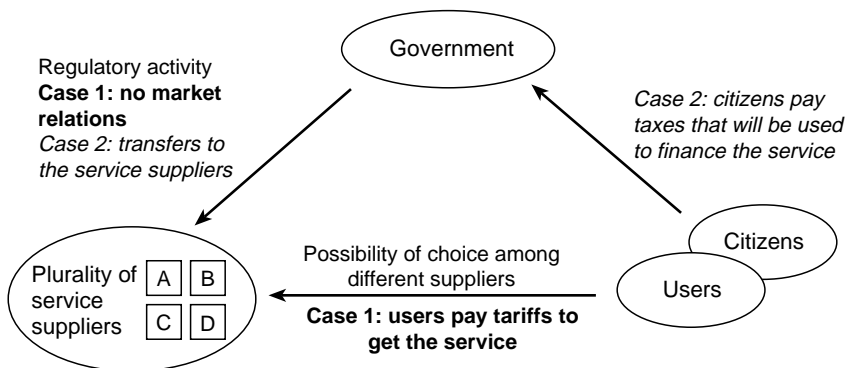 Government
Regulatory activity
Case 1: no market
relations
Case 2: transfers to
the service suppliers
Case 2: citizens pay
taxes that will be used
to finance the service
Plurality of
service
suppliers
A B
C D
Possibility of choice among
different suppliers
Case 1: users pay tariffs to
get the service
Citizens
Users